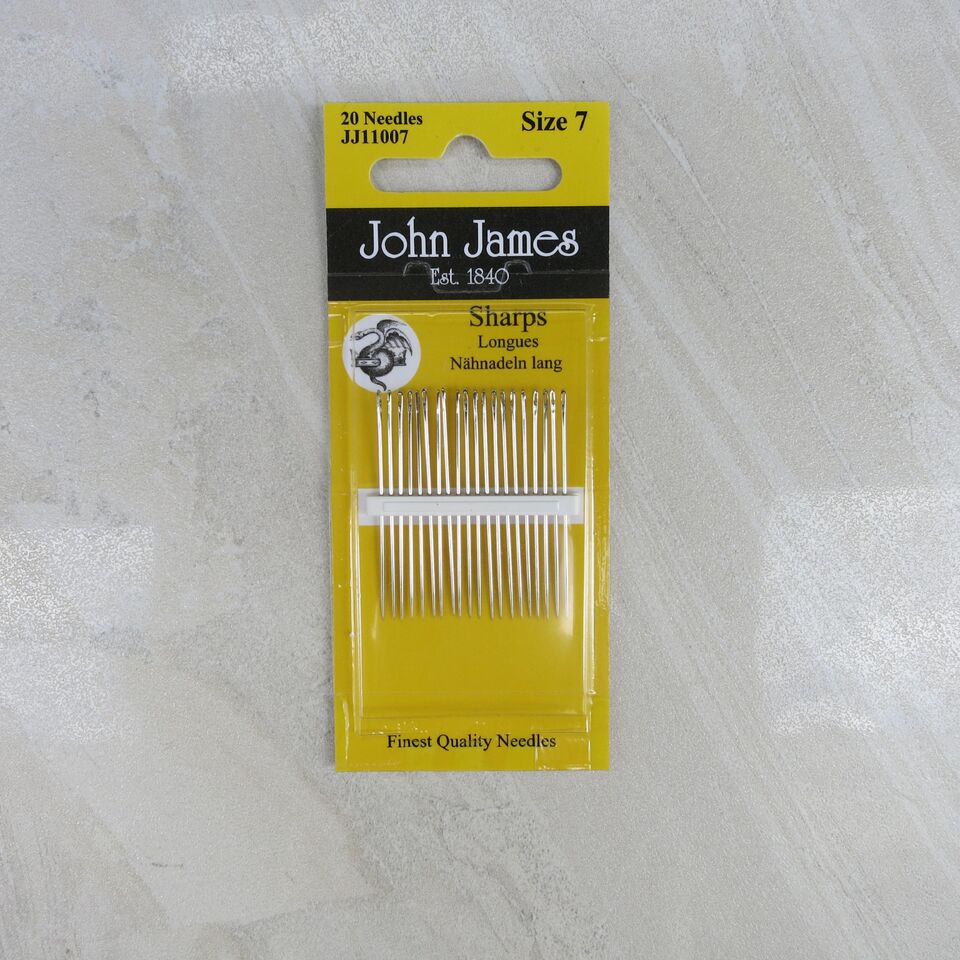 20 Needles
JJ11007
Size 7
John James
Est. 1840
Sharps
Longues
Nähnadeln lang
Finest Quality Needles